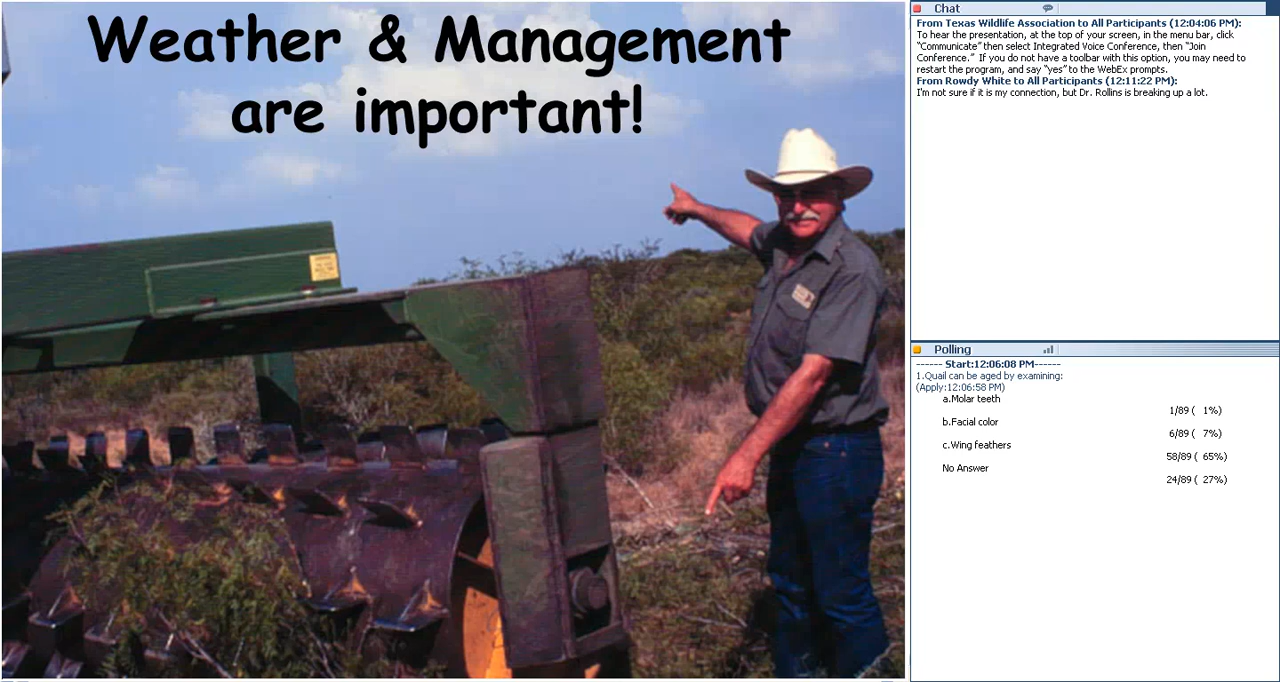 Weather & Management
are important!
Chat
From Texas Wildlife Association to All Participants (12:04:06 PM):
To hear the presentation, at the top of your screen, in the menu bar, click
“Communicate” then select Integrated Voice Conference, then “Join
Conference.” If you do not have a toolbar with this option, you may need to
restart the program, and say “yes” to the WebEx prompts.
From Rowdy White to All Participants (12:11:22 PM):
I'm not sure if it is my connection, but Dr. Rollins is breaking up a lot.
Polling
------ Start:12:06:08 PM------
1.Quail can be aged by examining:
(Apply:12:06:58 PM)
a.Molar teeth
1/89 ( 1%)
b.Facial color
6/89 ( 7%)
c.Wing feathers
58/89 ( 65%)
No Answer
24/89 ( 27%)